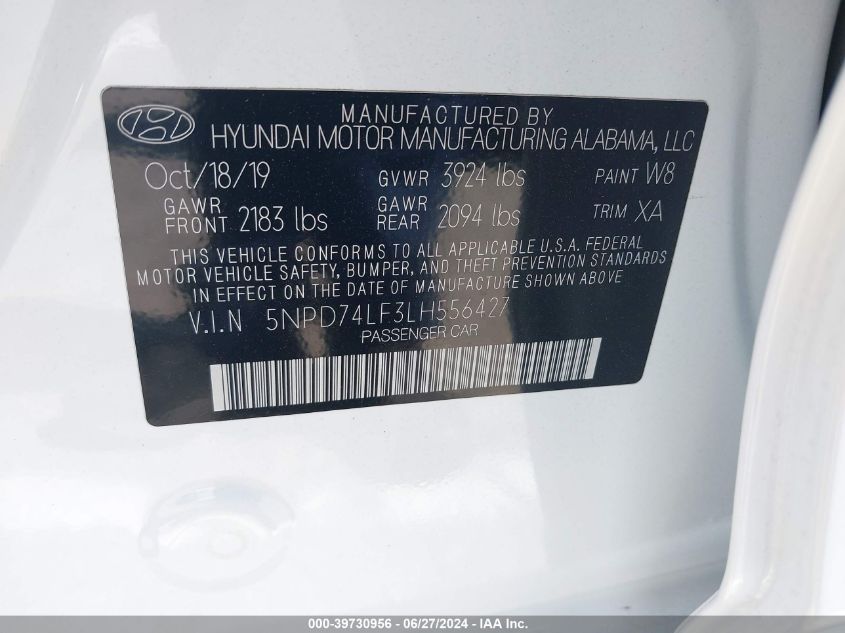 MANUFACTURED BY
HYUNDAI MOTOR MANUFACTURING ALABAMA, LLC
Oct/18/19 GVWR 3924 lbs PAINT W8
GAWR FRONT 2183 lbs GAWR REAR 2094 lbs TRIM XA
THIS VEHICLE CONFORMS TO ALL APPLICABLE U.S.A. FEDERAL
MOTOR VEHICLE SAFETY, BUMPER, AND THEFT PREVENTION STANDARDS
IN EFFECT ON THE DATE OF MANUFACTURE SHOWN ABOVE
V.I.N 5NPD74LF3LH556427
PASSENGER CAR
000-39730956 - 06/27/2024 - IAA Inc.